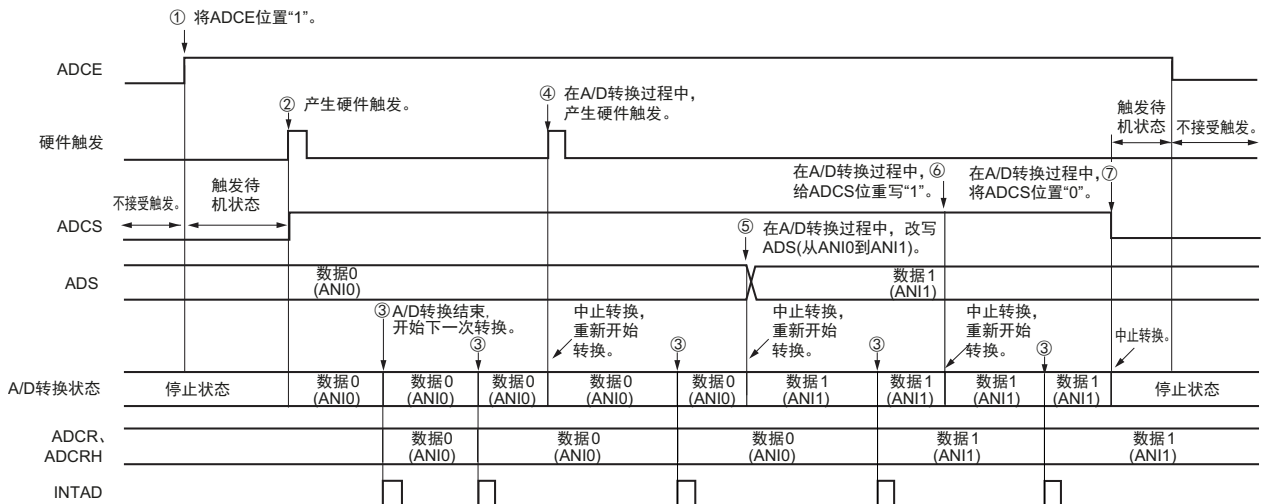 ① 将ADCE位置“1”。
ADCE
② 产生硬件触发。
④ 在A/D转换过程中，
产生硬件触发。
触发待
机状态
不接受触发。
硬件触发
在A/D转换过程中，⑥
给ADCS位重写“1”。
在A/D转换过程中，⑦
将ADCS位置“0”。
不接受触发。
触发待
机状态
ADCS
⑤ 在A/D转换过程中，改写
ADS(从ANI0到ANI1)。
ADS
数据0
(ANI0)
数据1
(ANI1)
③A/D转换结束，
开始下一次转换。
③
中止转换，
重新开始
转换。
③
中止转换，
重新开始
转换。
③
中止转换，
重新开始
转换。
③
中止转换。
A/D转换状态
停止状态
数据0
(ANI0)
数据0
(ANI0)
数据0
(ANI0)
数据0
(ANI0)
数据0
(ANI0)
数据1
(ANI1)
数据1
(ANI1)
数据1
(ANI1)
数据1
(ANI1)
停止状态
ADCR、
ADCRH
数据0
(ANI0)
数据0
(ANI0)
数据0
(ANI0)
数据1
(ANI1)
数据1
(ANI1)
INTAD